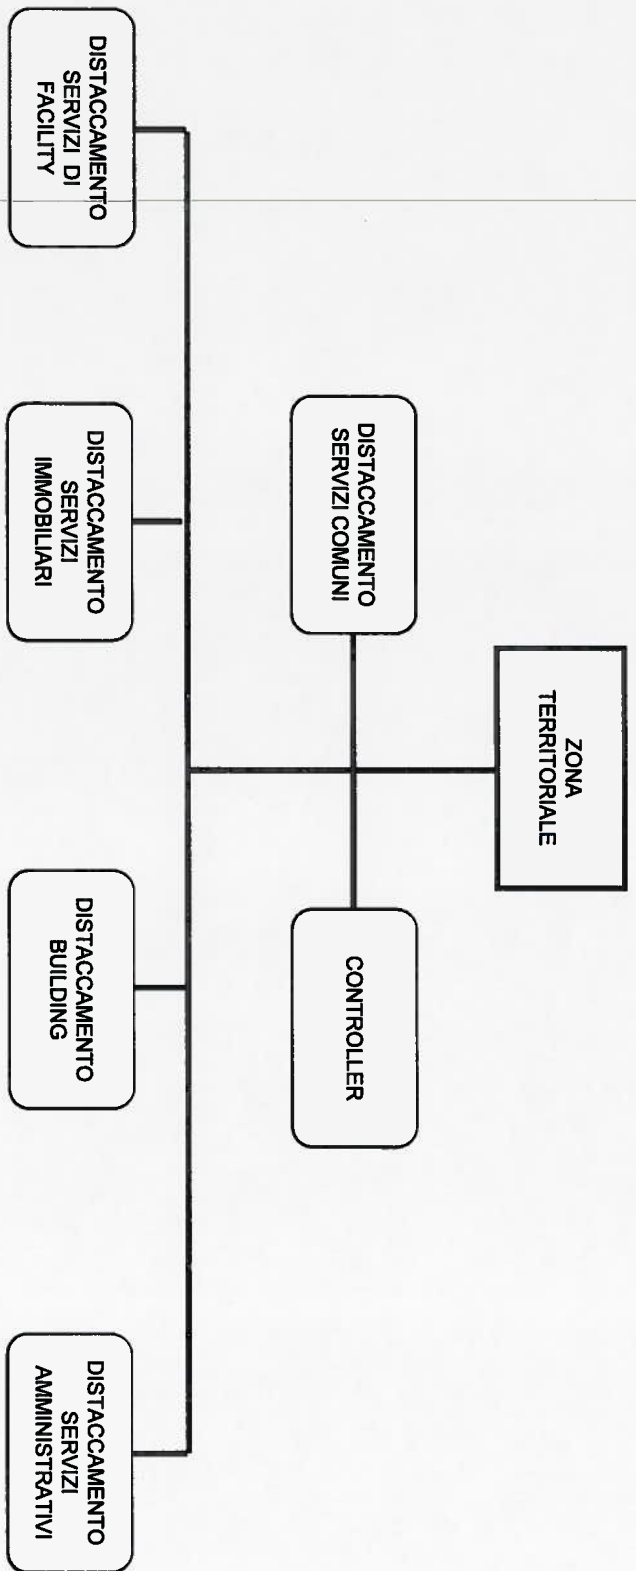 ZONA
TERRITORIALE
DISTACCAMENTO
SERVIZI COMUNI
CONTROLLER
DISTACCAMENTO
SERVIZI DI
FACILITY
DISTACCAMENTO
SERVIZI
IMMOBILIARI
DISTACCAMENTO
BUILDING
DISTACCAMENTO
SERVIZI
AMMINISTRATIVI